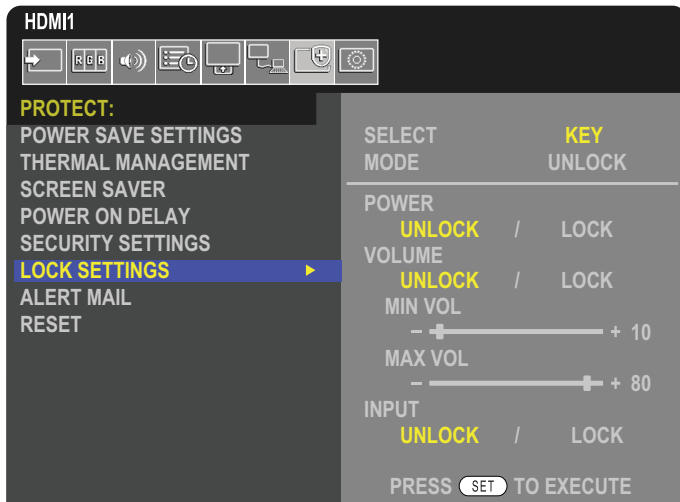 HDMI1
R G B
PROTECT:
POWER SAVE SETTINGS
THERMAL MANAGEMENT
SCREEN SAVER
POWER ON DELAY
SECURITY SETTINGS
LOCK SETTINGS
ALERT MAIL
RESET
SELECT KEY
MODE UNLOCK
POWER
UNLOCK / LOCK
VOLUME
UNLOCK / LOCK
MIN VOL
– + 10
MAX VOL
– + 80
INPUT
UNLOCK / LOCK
PRESS SET TO EXECUTE